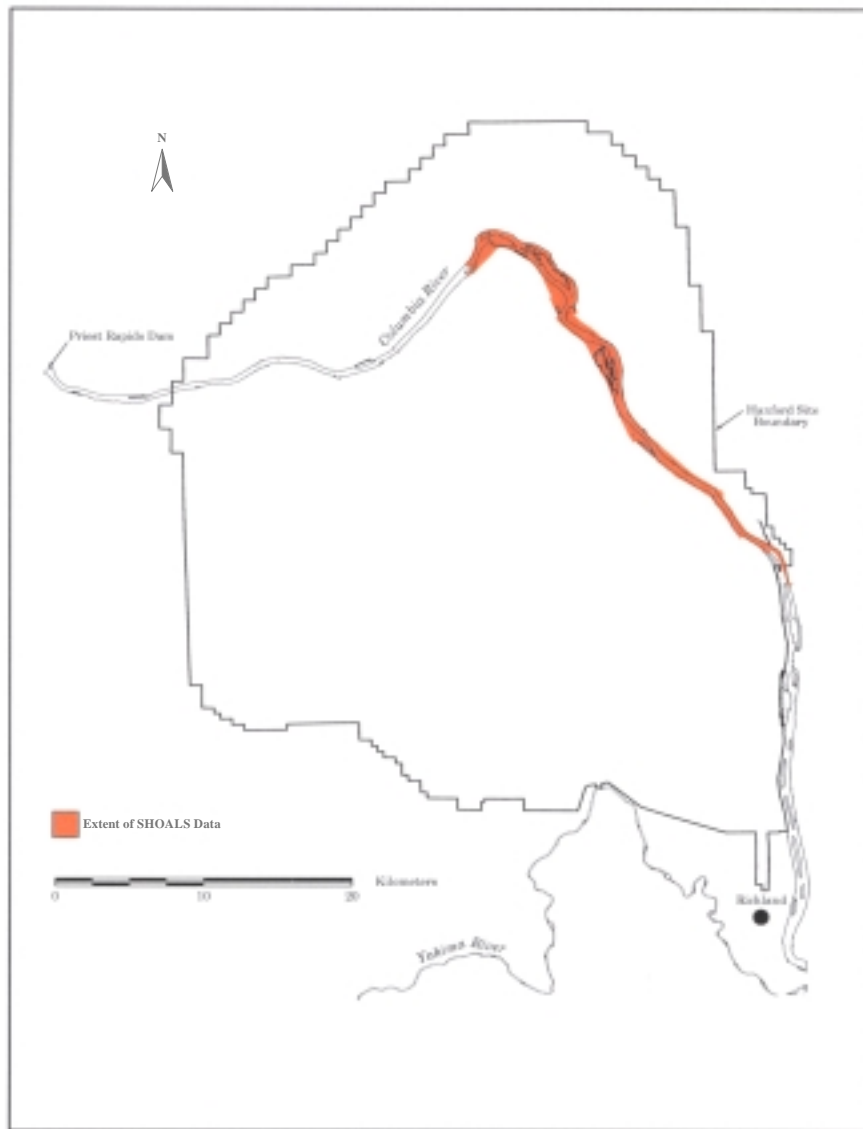 N
Columbia River
Priest Rapids Dam
Hanford Site
Boundary
Extent of SHOALS Data
Kilometers
0 10 20
Richland
Yakima River